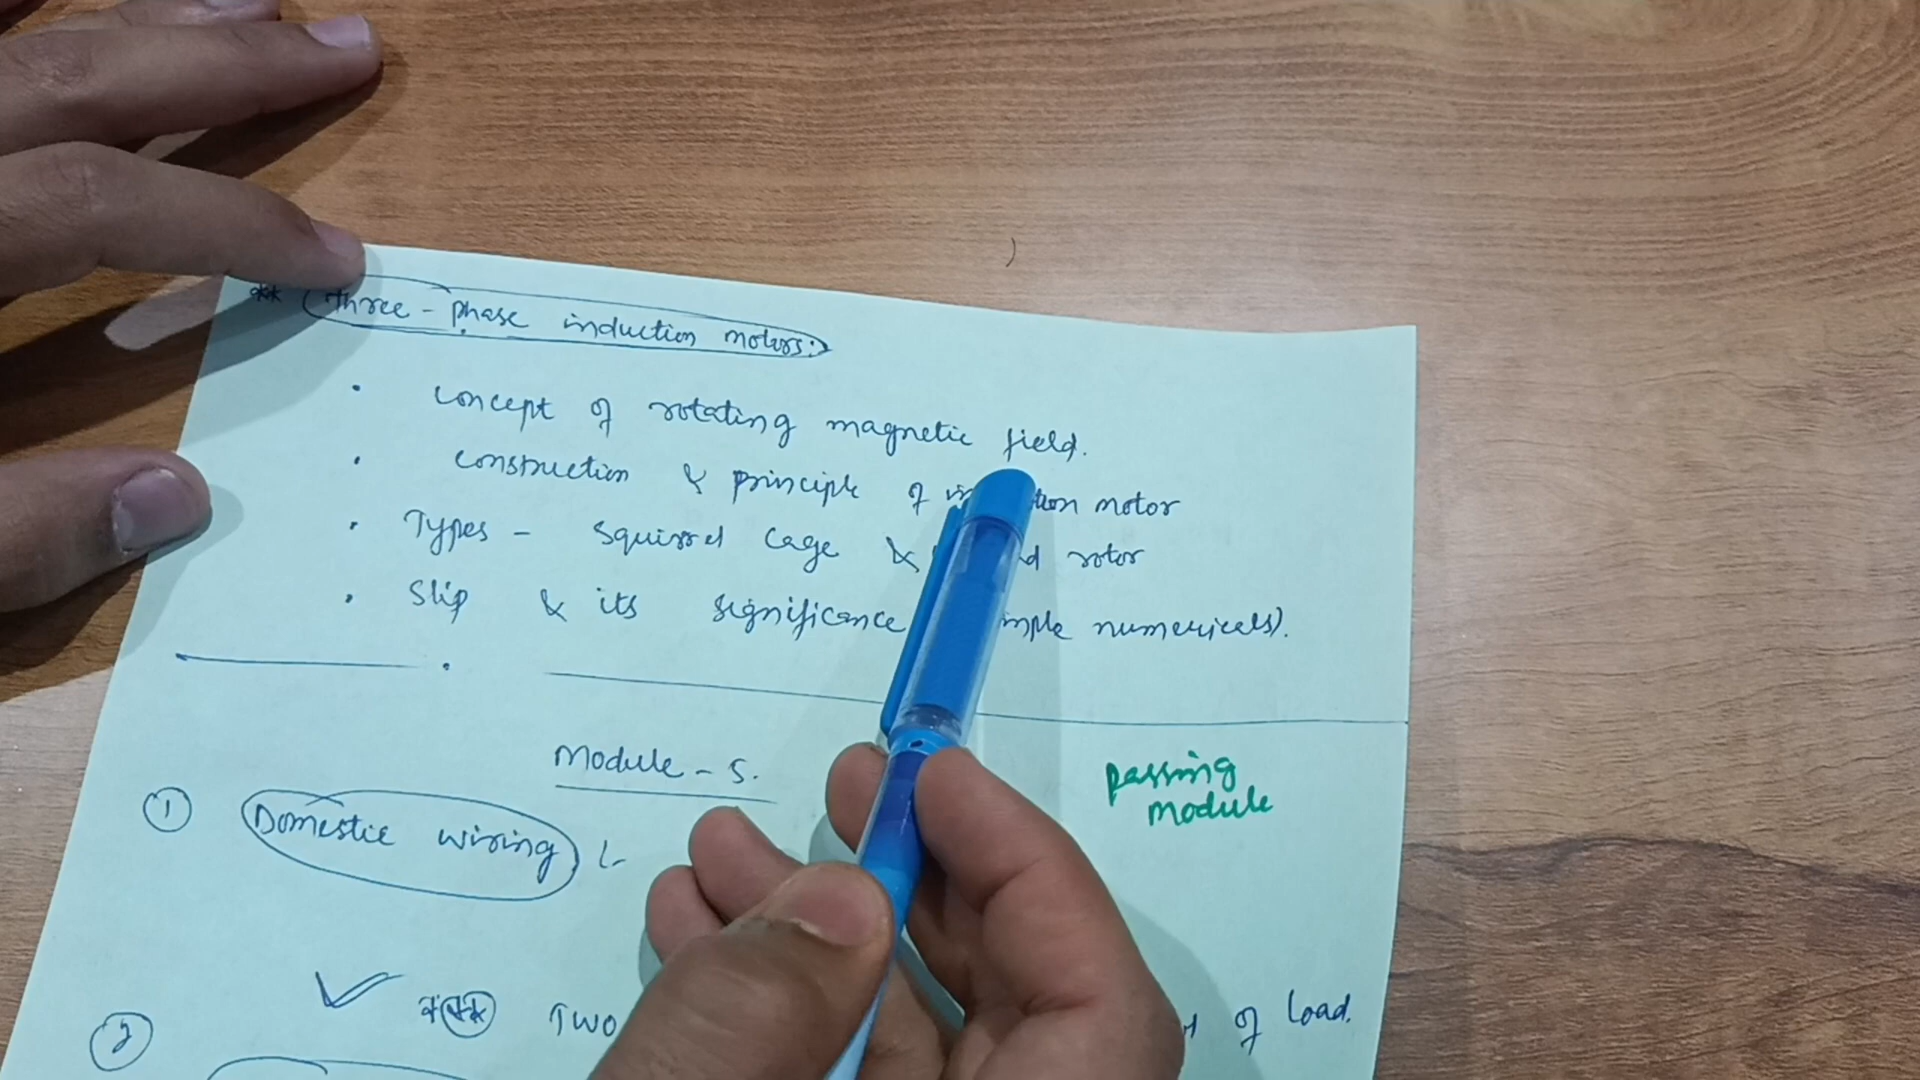 ** Three - phase induction motors:
• concept of rotating magnetic field.
• construction & principle of motor
• Types - squirrel cage & rotor
• Slip & its significance numericals).
Module - 5.
passing
module
① Domestic wiring :-
*** Two of load.
②